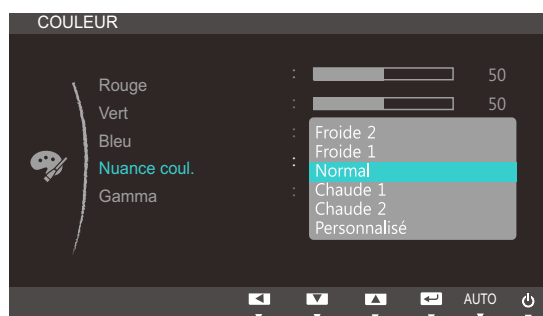 COULEUR
Rouge : 50
Vert : 50
Bleu :
Froide 2
Froide 1
Nuance coul. : Normal
Gamma : Chaude 1
Chaude 2
Personnalisé
AUTO